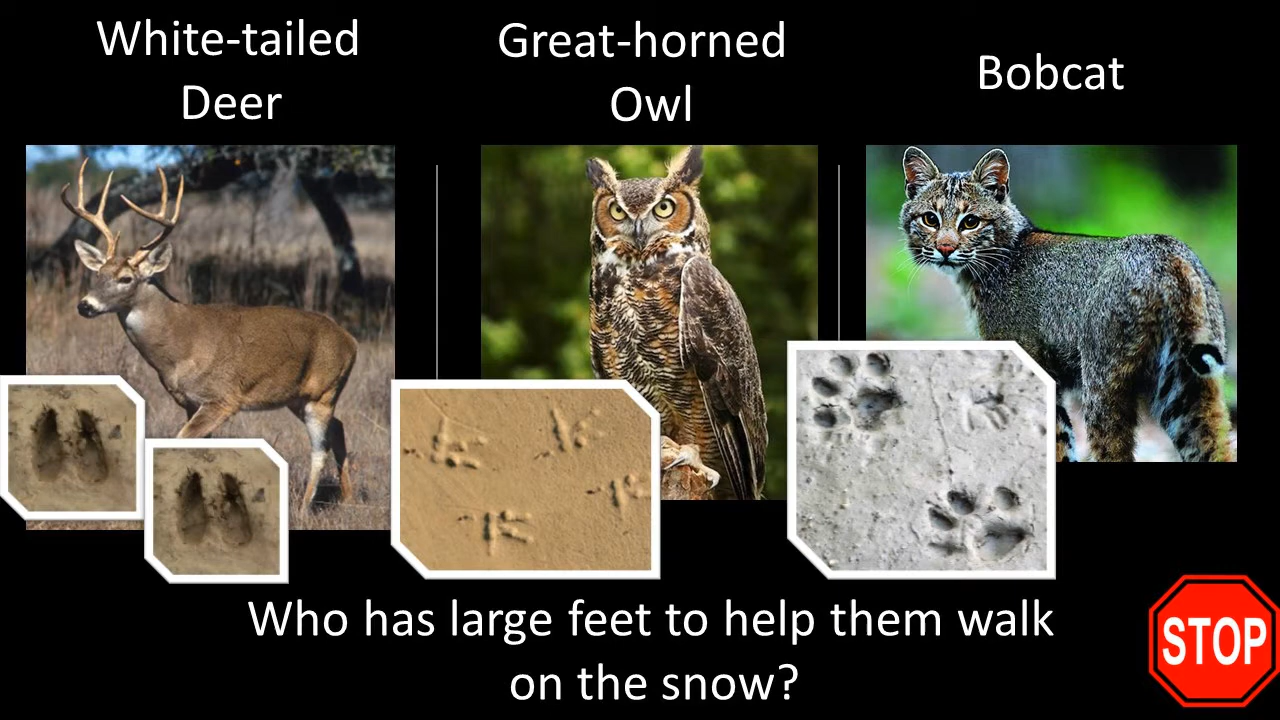 White-tailed
Deer
Great-horned
Owl
Bobcat
Who has large feet to help them walk
on the snow?
STOP